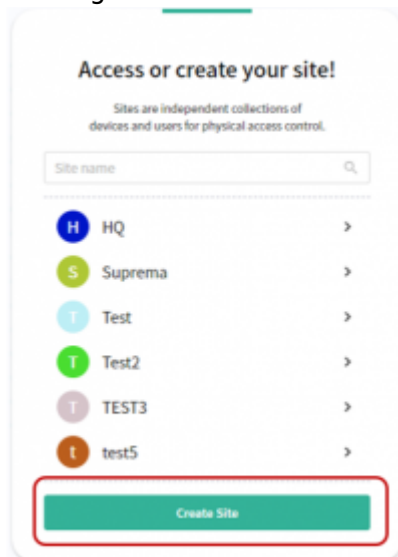 Access or create your site!
Sites are independent collections of
devices and users for physical access control.
Site name
H HQ
S Suprema
T Test
T Test2
T TEST3
t test5
Create Site